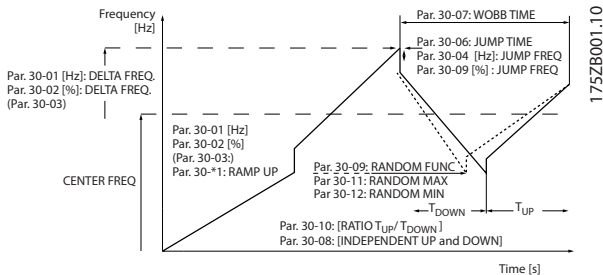 Frequency
[Hz]
Par. 30-07: WOBB TIME
Par. 30-06: JUMP TIME
Par. 30-04 [Hz]: JUMP FREQ
Par. 30-09 [%] : JUMP FREQ
175ZB001.10
Par. 30-01 [Hz]: DELTA FREQ.
Par. 30-02 [%]: DELTA FREQ.
(Par. 30-03)
Par. 30-01 [Hz]
Par. 30-02 [%]
(Par. 30-03:)
Par. 30-*1: RAMP UP
CENTER FREQ
Par. 30-09: RANDOM FUNC
Par 30-11: RANDOM MAX
Par 30-12: RANDOM MIN
TDOWN
TUP
Par. 30-10: [RATIO TUP/ TDOWN ]
Par. 30-08: [INDEPENDENT UP and DOWN]
Time [s]